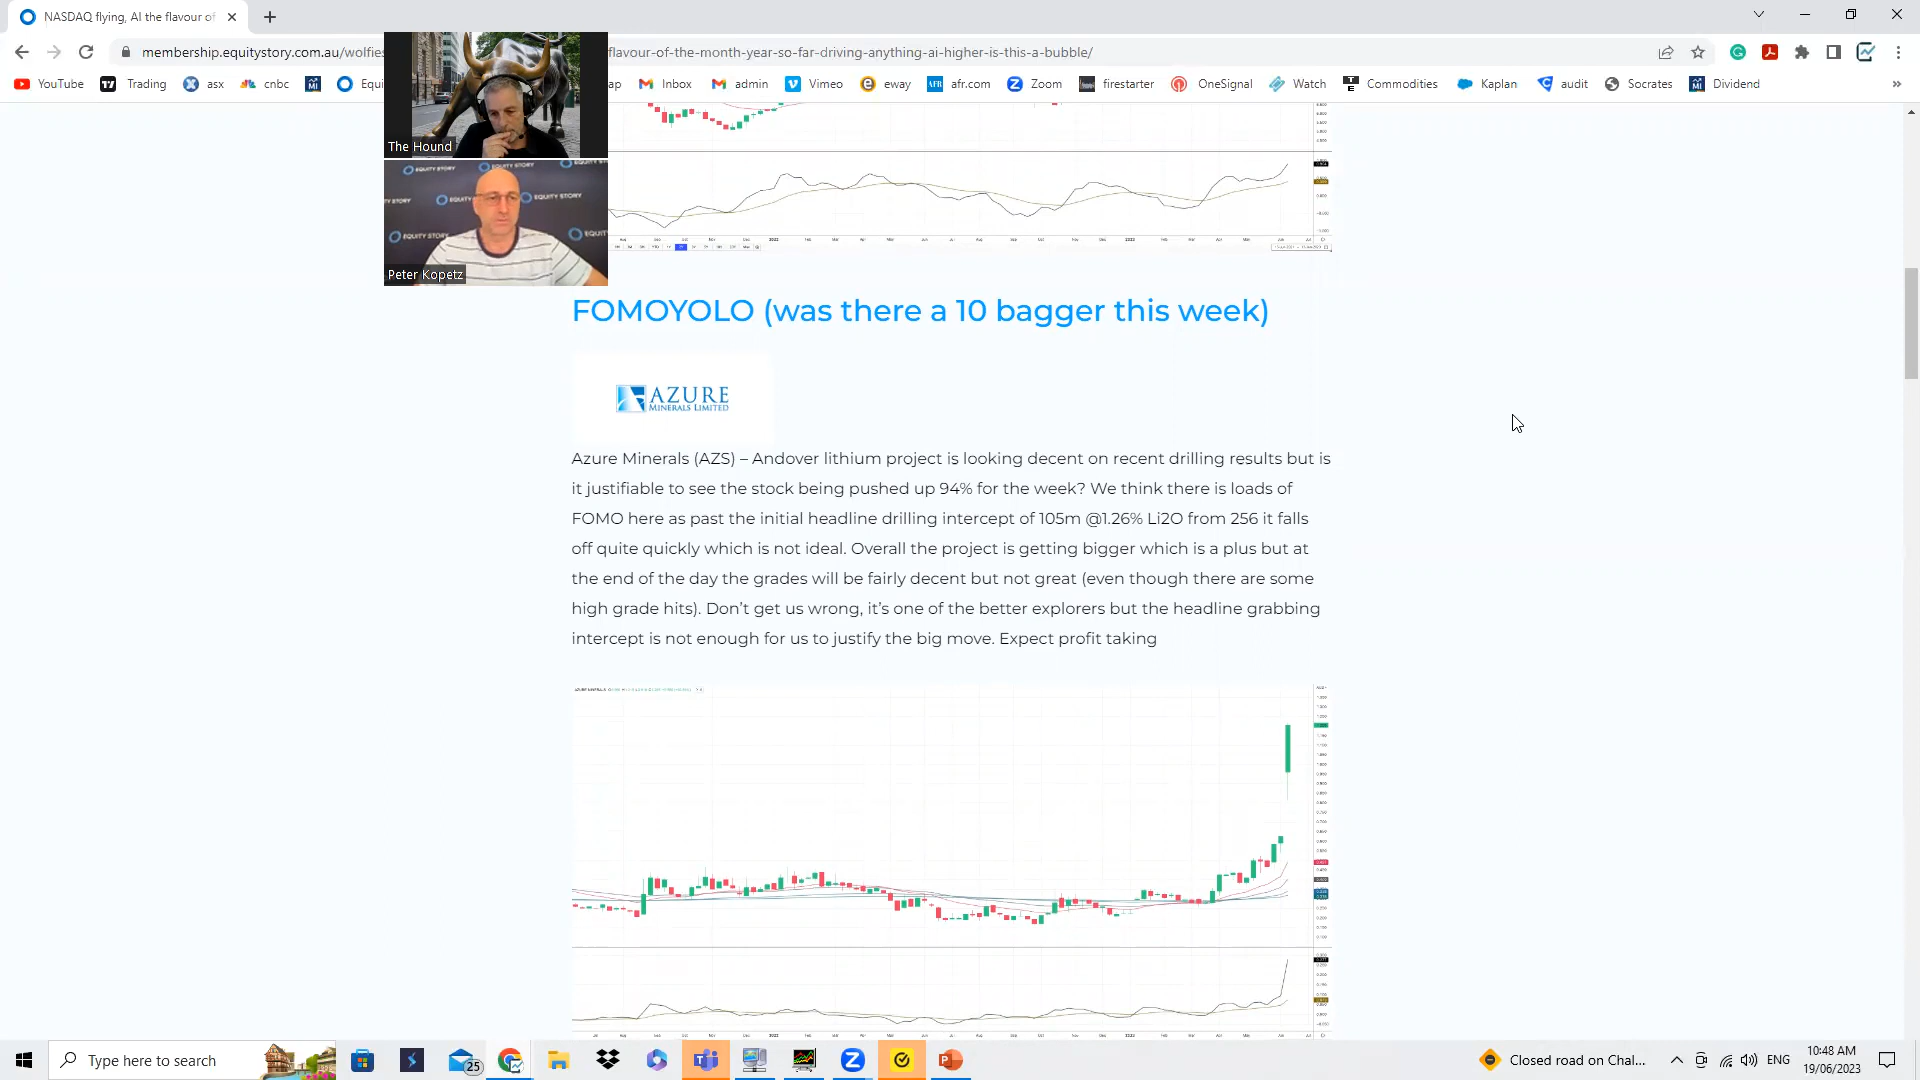 NASDAQ flying, AI the flavour of
membership.equitystory.com.au/wolfies
flavour-of-the-month-year-so-far-driving-anything-ai-higher-is-this-a-bubble/
YouTube Trading asx cnbc Equi
ap Inbox admin Vimeo eway afr.com Zoom firestarter OneSignal Watch Commodities Kaplan audit Socrates Dividend »
The Hound
EQUITY STORY
EQUITY STORY
EQUITY STORY
EQUITY STORY
Peter Kopetz
FOMOYOLO (was there a 10 bagger this week)
AZURE
MINERALS LIMITED
Azure Minerals (AZS) – Andover lithium project is looking decent on recent drilling results but is
it justifiable to see the stock being pushed up 94% for the week? We think there is loads of
FOMO here as past the initial headline drilling intercept of 105m @1.26% Li2O from 256 it falls
off quite quickly which is not ideal. Overall the project is getting bigger which is a plus but at
the end of the day the grades will be fairly decent but not great (even though there are some
high grade hits). Don't get us wrong, it's one of the better explorers but the headline grabbing
intercept is not enough for us to justify the big move. Expect profit taking
Type here to search
25
Closed road on Chal...
ENG
10:48 AM
19/06/2023